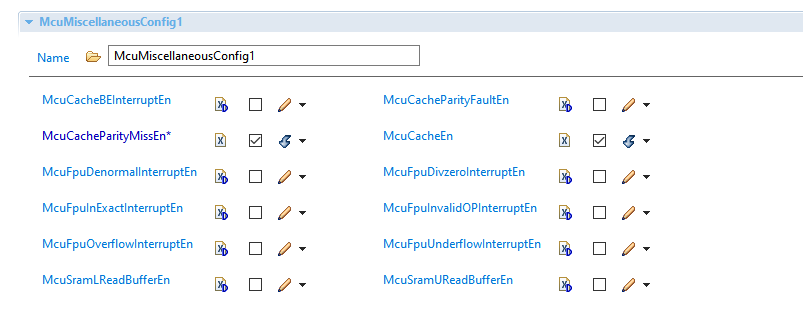 McuMiscellaneousConfig1
Name McuMiscellaneousConfig1
McuCacheBEInterruptEn McuCacheParityFaultEn
McuCacheParityMissEn* McuCacheEn
McuFpuDenormalInterruptEn McuFpuDivzeroInterruptEn
McuFpuInExactInterruptEn McuFpuInvalidOPInterruptEn
McuFpuOverflowInterruptEn McuFpuUnderflowInterruptEn
McuSramLReadBufferEn McuSramUReadBufferEn